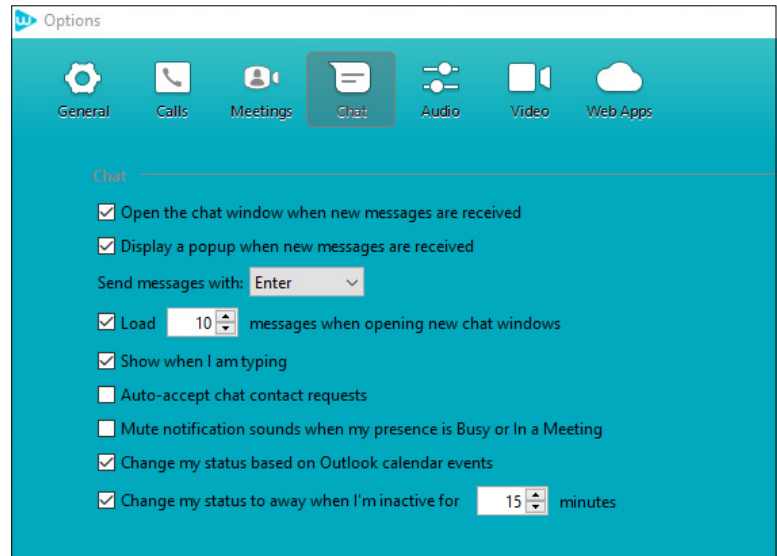 Options
General Calls Meetings Chat Audio Video Web Apps
Chat
Open the chat window when new messages are received
Display a popup when new messages are received
Send messages with: Enter
Load 10 messages when opening new chat windows
Show when I am typing
Auto-accept chat contact requests
Mute notification sounds when my presence is Busy or In a Meeting
Change my status based on Outlook calendar events
Change my status to away when I'm inactive for 15 minutes